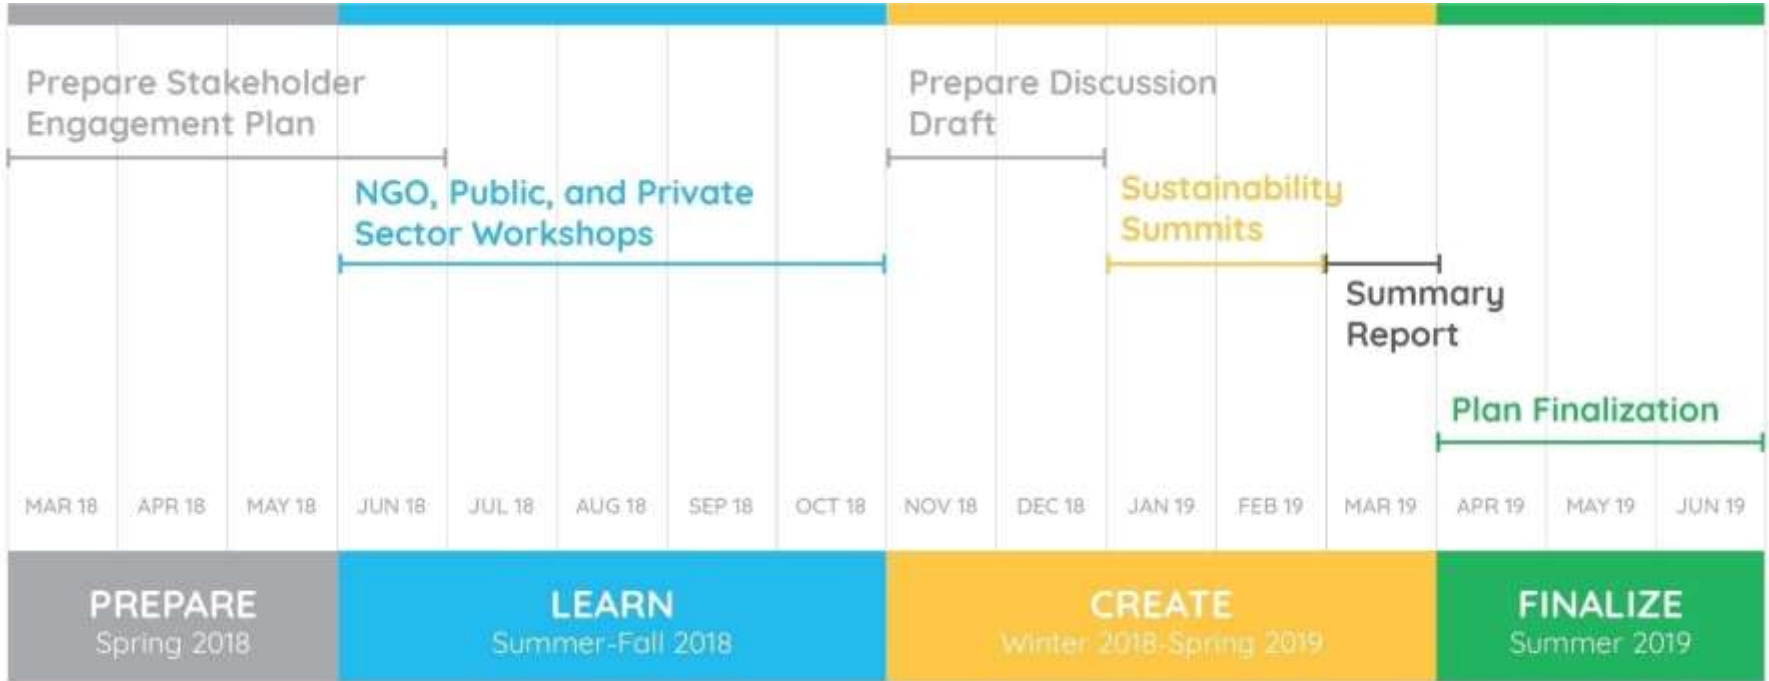 Prepare Stakeholder
Engagement Plan
Prepare Discussion
Draft
NGO, Public, and Private
Sector Workshops
Sustainability
Summits
Summary
Report
Plan Finalization
MAR 18 APR 18 MAY 18 JUN 18 JUL 18 AUG 18 SEP 18 OCT 18 NOV 18 DEC 18 JAN 19 FEB 19 MAR 19 APR 19 MAY 19 JUN 19
PREPARE
Spring 2018
LEARN
Summer-Fall 2018
CREATE
Winter 2018-Spring 2019
FINALIZE
Summer 2019